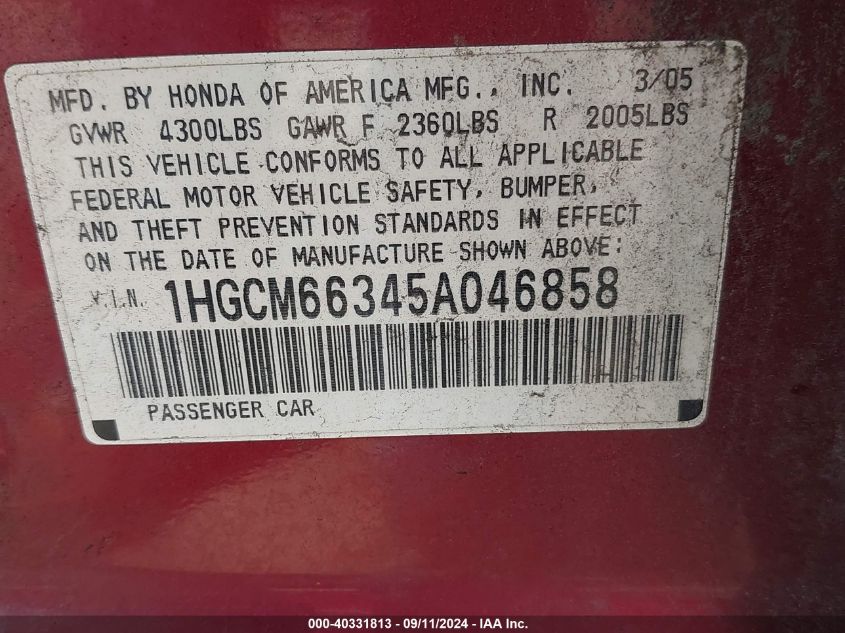 MFD. BY HONDA OF AMERICA MFG., INC. 3/05
GVWR 4300LBS GAWR F 2360LBS R 2005LBS
THIS VEHICLE CONFORMS TO ALL APPLICABLE
FEDERAL MOTOR VEHICLE SAFETY, BUMPER,
AND THEFT PREVENTION STANDARDS IN EFFECT
ON THE DATE OF MANUFACTURE SHOWN ABOVE:
V.I.N. 1HGCM66345A046858
PASSENGER CAR
000-40331813 - 09/11/2024 - IAA Inc.